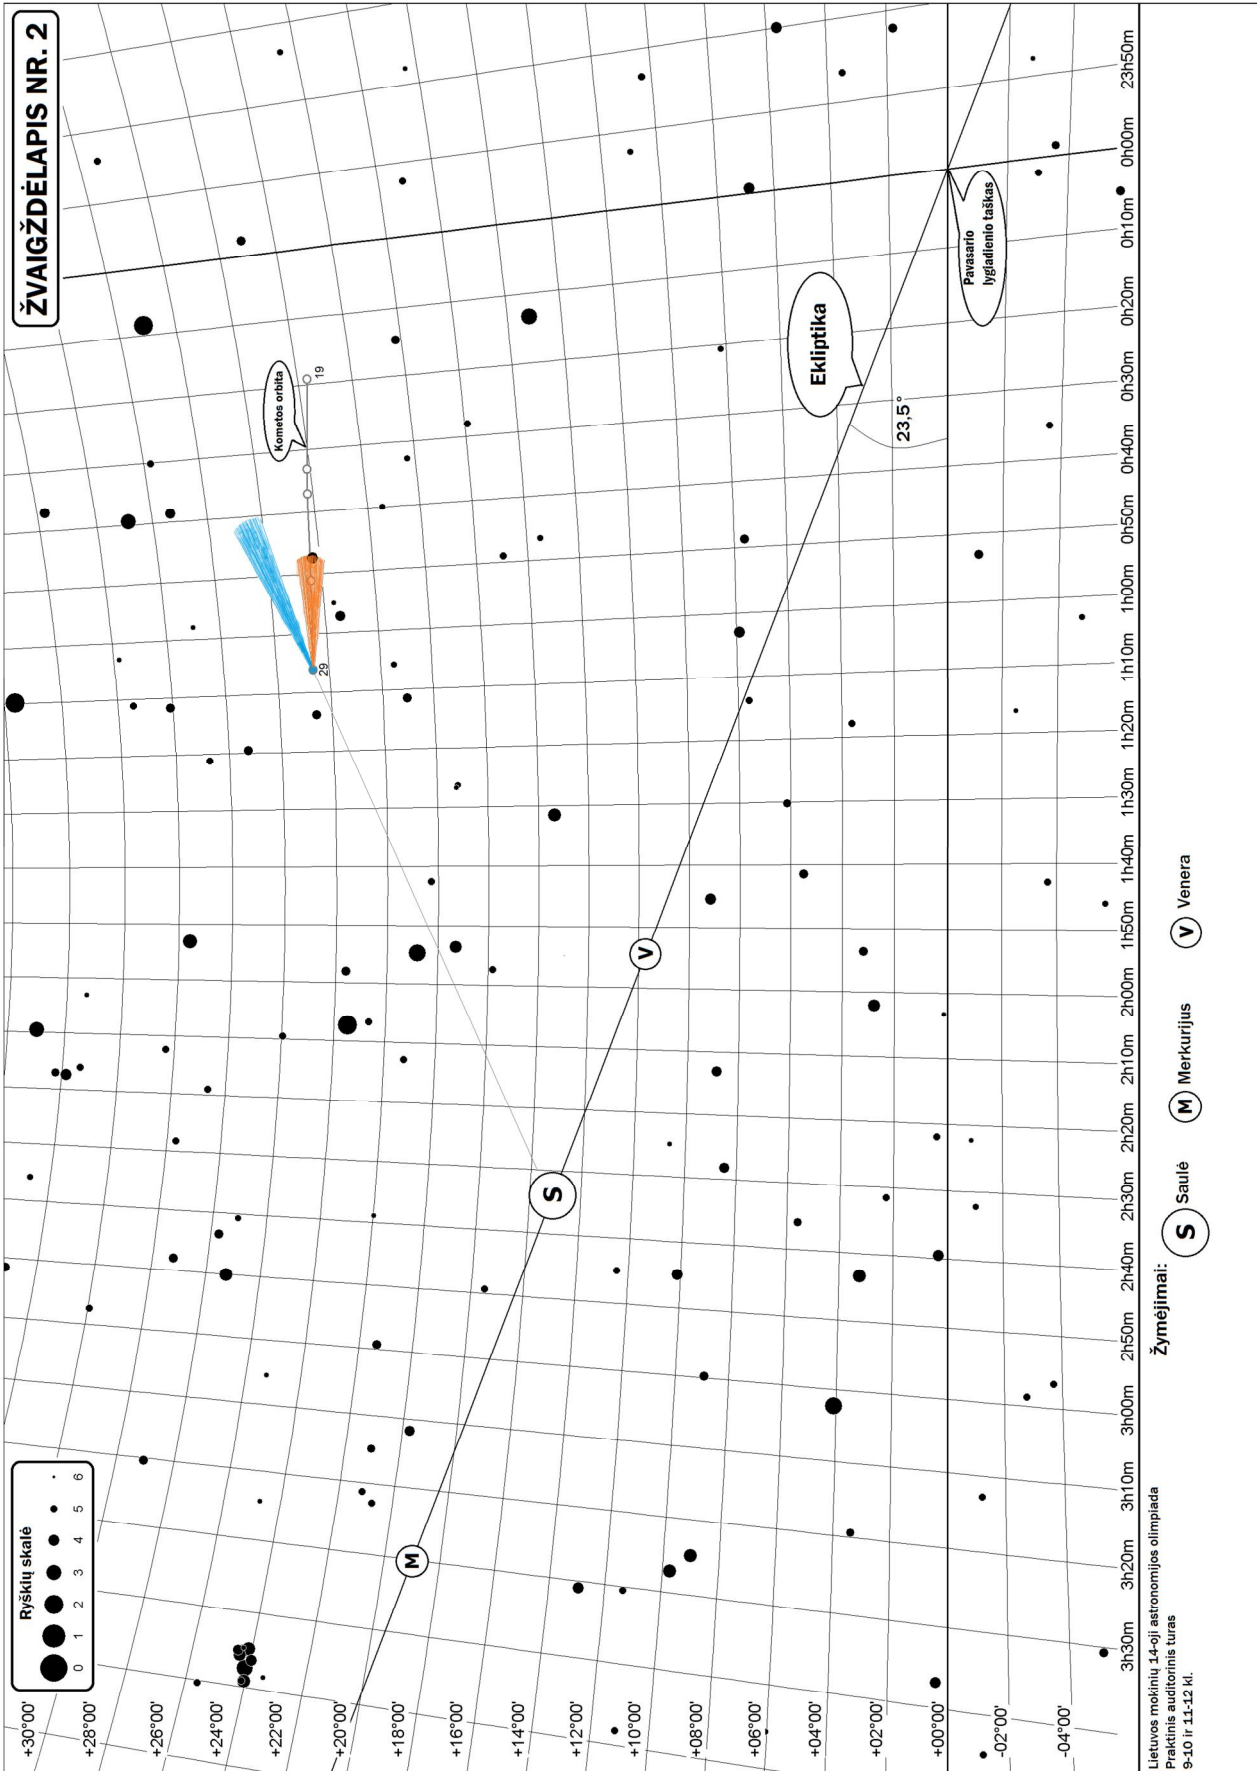 ŽVAIGŽDĖLAPIS NR. 2
Ryškių skalė
0 1 2 3 4 5 6
Kometos orbita
19
29
Ekliptika
23,5°
Pavasario
lygiadienio taškas
S
M
V
+30°00'
+28°00'
+26°00'
+24°00'
+22°00'
+20°00'
+18°00'
+16°00'
+14°00'
+12°00'
+10°00'
+08°00'
+06°00'
+04°00'
+02°00'
+00°00'
-02°00'
-04°00'
3h30m 3h20m 3h10m 3h00m 2h50m 2h40m 2h30m 2h20m 2h10m 2h00m 1h50m 1h40m 1h30m 1h20m 1h10m 1h00m 0h50m 0h40m 0h30m 0h20m 0h10m 0h00m 23h50m
Lietuvos mokinių 14-oji astronomijos olimpiada
Praktinis auditorinis turas
9-10 ir 11-12 kl.
Žymėjimai:
S Saulė M Merkurijus V Venera